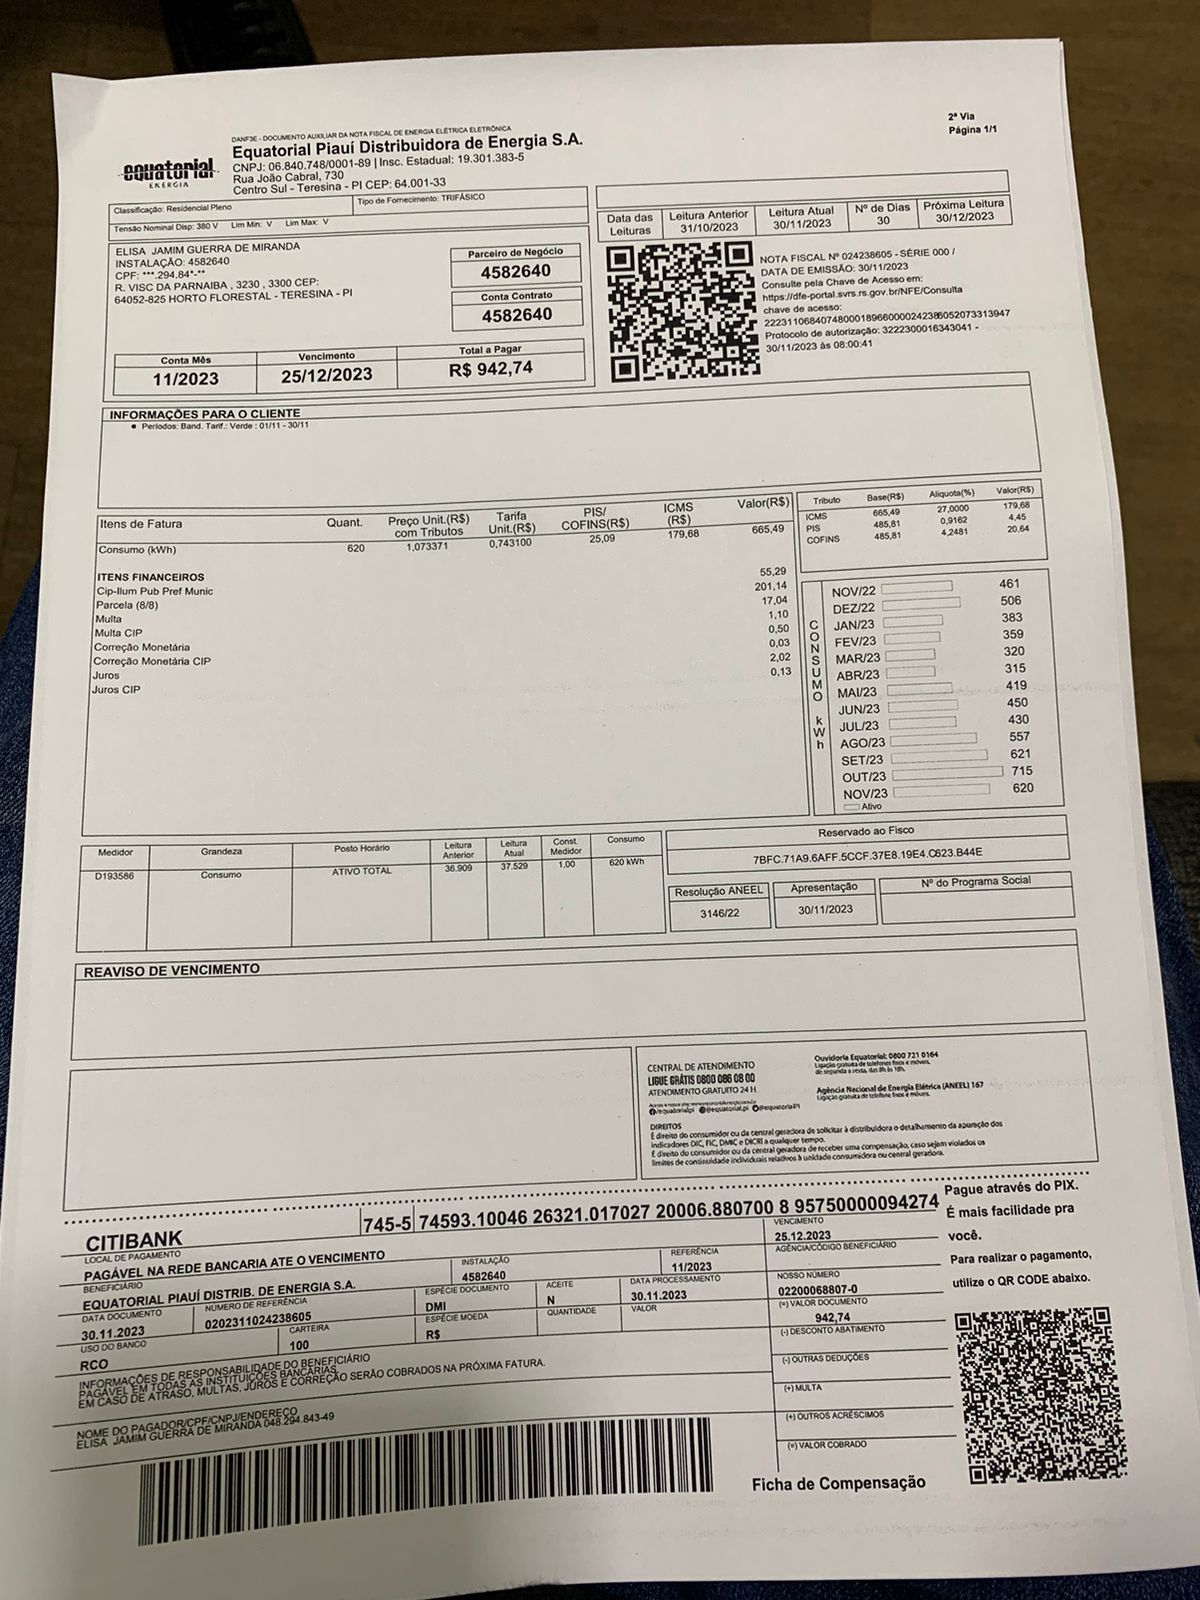 2ª Via
Página 1/1
equatorial
ENERGIA
DANF3E - DOCUMENTO AUXILIAR DA NOTA FISCAL DE ENERGIA ELÉTRICA ELETRÔNICA
Equatorial Piauí Distribuidora de Energia S.A.
CNPJ: 06.840.748/0001-89 | Insc. Estadual: 19.301.383-5
Rua João Cabral, 730
Centro Sul - Teresina - PI CEP: 64.001-33
Classificação: Residencial Pleno
Tipo de Fornecimento: TRIFÁSICO
Tensão Nominal Disp: 380 V Lim Min: V Lim Max: V
Data das Leituras
Leitura Anterior 31/10/2023
Leitura Atual 30/11/2023
Nº de Dias 30
Próxima Leitura 30/12/2023
ELISA JAMIM GUERRA DE MIRANDA
INSTALAÇÃO: 4582640
CPF: ***.294.84*-**
R. VISC DA PARNAIBA , 3230 , 3300 CEP:
64052-825 HORTO FLORESTAL - TERESINA - PI
Parceiro de Negócio
4582640
Conta Contrato
4582640
Conta Mês
11/2023
Vencimento
25/12/2023
Total a Pagar
R$ 942,74
NOTA FISCAL Nº 024238605 - SÉRIE 000 /
DATA DE EMISSÃO: 30/11/2023
Consulte pela Chave de Acesso em:
https://dfe-portal.svrs.rs.gov.br/NFE/Consulta
chave de acesso:
Protocolo de autorização: 3222300016343041 -
30/11/2023 às 08:00:41
INFORMAÇÕES PARA O CLIENTE
● Períodos: Band. Tarif.: Verde : 01/11 - 30/11
Itens de Fatura Quant. Preço Unit.(R$) com Tributos Tarifa Unit.(R$) PIS/ COFINS(R$) ICMS (R$) Valor(R$)
Consumo (kWh) 620 1,073371 0,743100 25,09 179,68 665,49
ITENS FINANCEIROS
Cip-Ilum Pub Pref Munic 55,29
Parcela (8/8) 201,14
Multa 17,04
Multa CIP 1,10
Correção Monetária 0,50
Correção Monetária CIP 0,03
Juros 2,02
Juros CIP 0,13
Tributo Base(R$) Aliquota(%) Valor(R$)
ICMS 665,49 27,0000 179,68
PIS 485,81 0,9162 4,45
COFINS 485,81 4,2481 20,64
CONSUMO kWh
NOV/22 461
DEZ/22 506
JAN/23 383
FEV/23 359
MAR/23 320
ABR/23 315
MAI/23 419
JUN/23 450
JUL/23 430
AGO/23 557
SET/23 621
OUT/23 715
NOV/23 620
Ativo
Medidor Grandeza Posto Horário Leitura Anterior Leitura Atual Const. Medidor Consumo
D193586 Consumo ATIVO TOTAL 36.909 37.529 1,00 620 kWh
Reservado ao Fisco
7BFC.71A9.6AFF.5CCF.37E8.19E4.C623.B44E
Resolução ANEEL
3146/22
Apresentação
30/11/2023
Nº do Programa Social
REAVISO DE VENCIMENTO
CENTRAL DE ATENDIMENTO
LIGUE GRÁTIS 0800 086 08 00
ATENDIMENTO GRATUITO 24 H
/equatorialpi @equatorial.pi @equatorialPI
Ouvidoria Equatorial: 0800 721 0164
Ligação gratuita de telefones fixos e móveis,
de segunda a sexta, das 8h às 18h.
Agência Nacional de Energia Elétrica (ANEEL) 167
Ligação gratuita de telefone fixos e móveis.
DIREITOS
É direito do consumidor ou da central geradora de solicitar à distribuidora o detalhamento da apuração dos
indicadores DIC, FIC, DMIC e DICRI a qualquer tempo.
É direito do consumidor ou da central geradora de receber uma compensação, caso sejam violados os
limites de continuidade individuais relativos à unidade consumidora ou central geradora.
CITIBANK
745-5 74593.10046 26321.017027 20006.880700 8 95750000094274
LOCAL DE PAGAMENTO
PAGÁVEL NA REDE BANCARIA ATE O VENCIMENTO
VENCIMENTO
25.12.2023
BENEFICIÁRIO
EQUATORIAL PIAUÍ DISTRIB. DE ENERGIA S.A.
INSTALAÇÃO
4582640
REFERÊNCIA
11/2023
AGÊNCIA/CÓDIGO BENEFICIÁRIO
DATA DOCUMENTO
30.11.2023
NÚMERO DE REFERÊNCIA
0202311024238605
ESPÉCIE DOCUMENTO
DMI
ACEITE
N
DATA PROCESSAMENTO
30.11.2023
NOSSO NÚMERO
02200068807-0
USO DO BANCO
RCO
CARTEIRA
100
ESPÉCIE MOEDA
R$
QUANTIDADE
VALOR
(=) VALOR DOCUMENTO
942,74
(-) DESCONTO ABATIMENTO
(-) OUTRAS DEDUÇÕES
(+) MULTA
(+) OUTROS ACRÉSCIMOS
(=) VALOR COBRADO
INFORMAÇÕES DE RESPONSABILIDADE DO BENEFICIÁRIO
PAGÁVEL EM TODAS AS INSTITUIÇÕES BANCÁRIAS.
EM CASO DE ATRASO, MULTAS, JUROS E CORREÇÃO SERÃO COBRADOS NA PRÓXIMA FATURA.
NOME DO PAGADOR/CPF/CNPJ/ENDEREÇO
ELISA JAMIM GUERRA DE MIRANDA 048.294.843-49
Ficha de Compensação
Pague através do PIX.
É mais facilidade pra
você.
Para realizar o pagamento,
utilize o QR CODE abaixo.